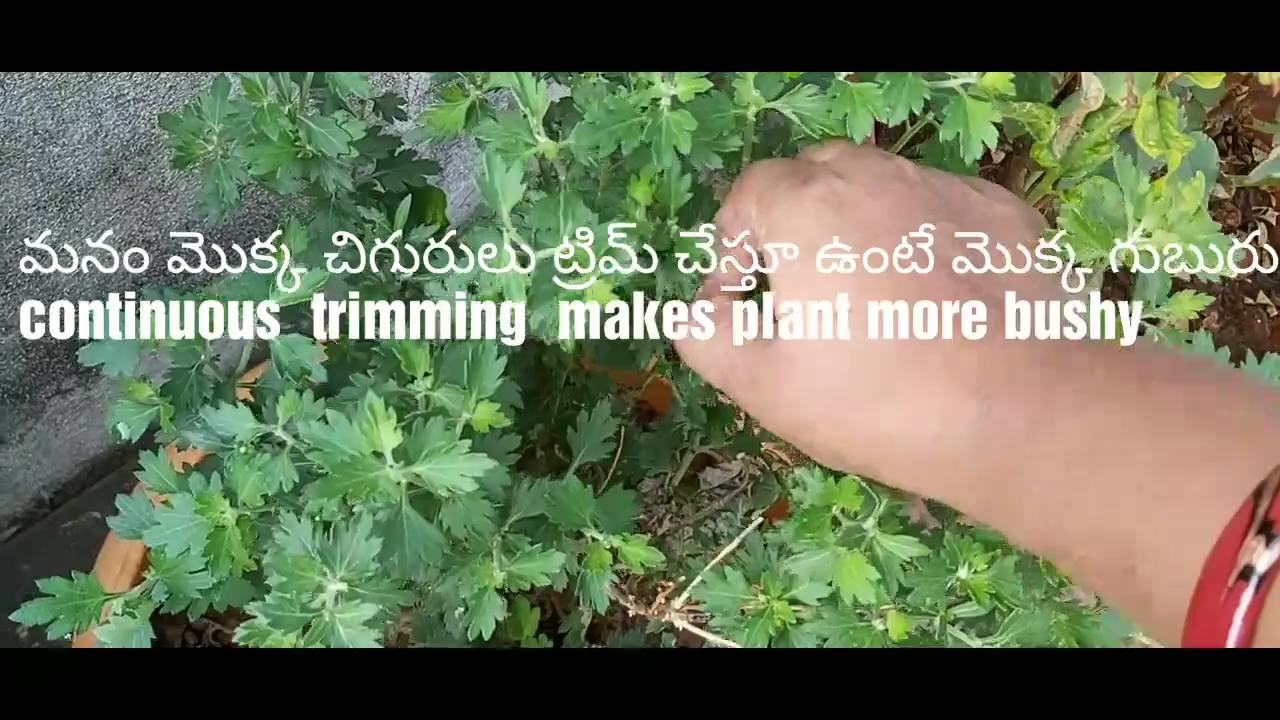 మనం మొక్క చిగురులు ట్రిమ్ చేస్తూ ఉంటే మొక్క గుబురు
continuous trimming makes plant more bushy